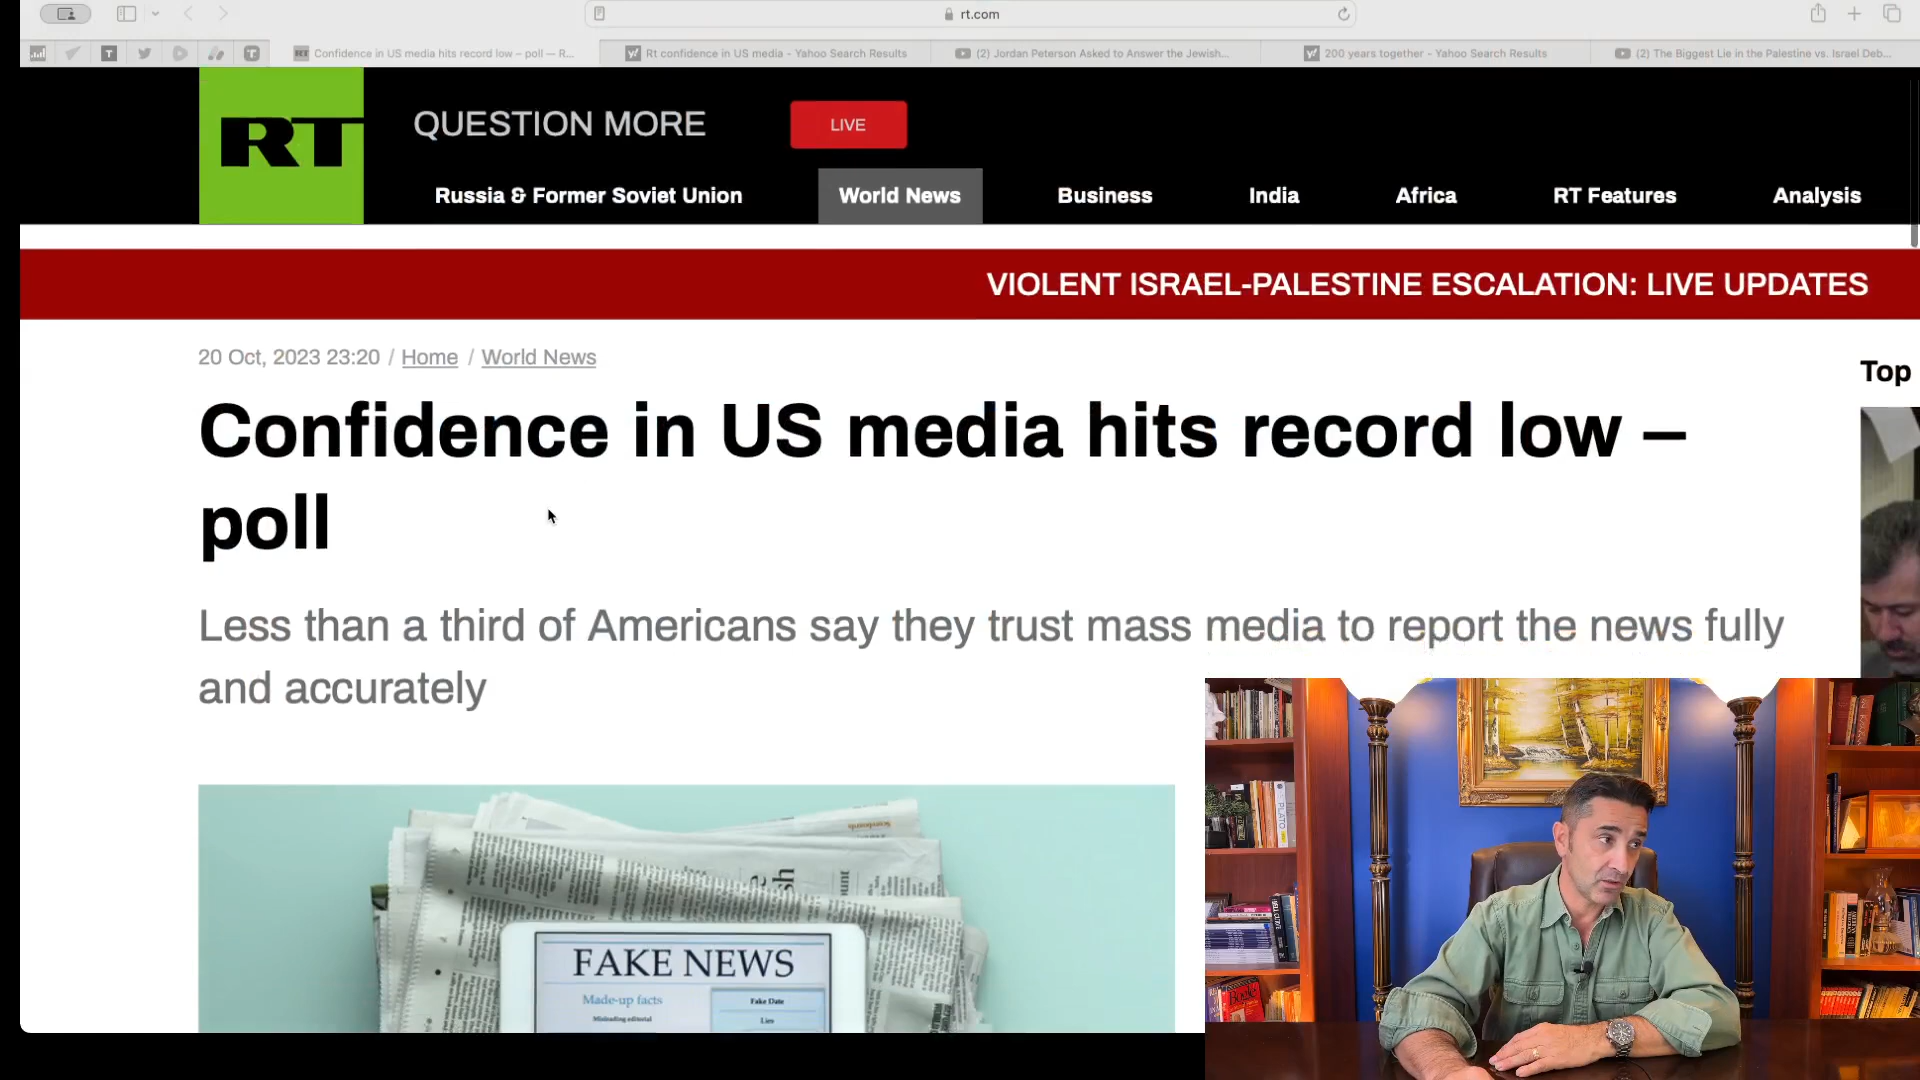 rt.com
Confidence in US media hits record low – poll — R...
Rt confidence in US media - Yahoo Search Results
(2) Jordan Peterson Asked to Answer the Jewish...
200 years together - Yahoo Search Results
(2) The Biggest Lie in the Palestine vs. Israel Deb...
RT
QUESTION MORE
LIVE
Russia & Former Soviet Union
World News
Business
India
Africa
RT Features
Analysis
VIOLENT ISRAEL-PALESTINE ESCALATION: LIVE UPDATES
20 Oct, 2023 23:20 / Home / World News
Top
Confidence in US media hits record low –
poll
Less than a third of Americans say they trust mass media to report the news fully
and accurately
FAKE NEWS
Made-up facts
Fake Date
Misleading editorial
Lies
PLATO